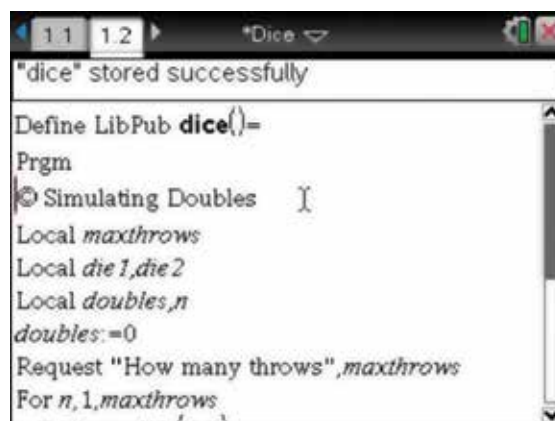 1.1 1.2 *Dice
"dice" stored successfully
Define LibPub dice()=
Prgm
© Simulating Doubles
Local maxthrows
Local die1,die2
Local doubles,n
doubles:=0
Request "How many throws",maxthrows
For n,1,maxthrows